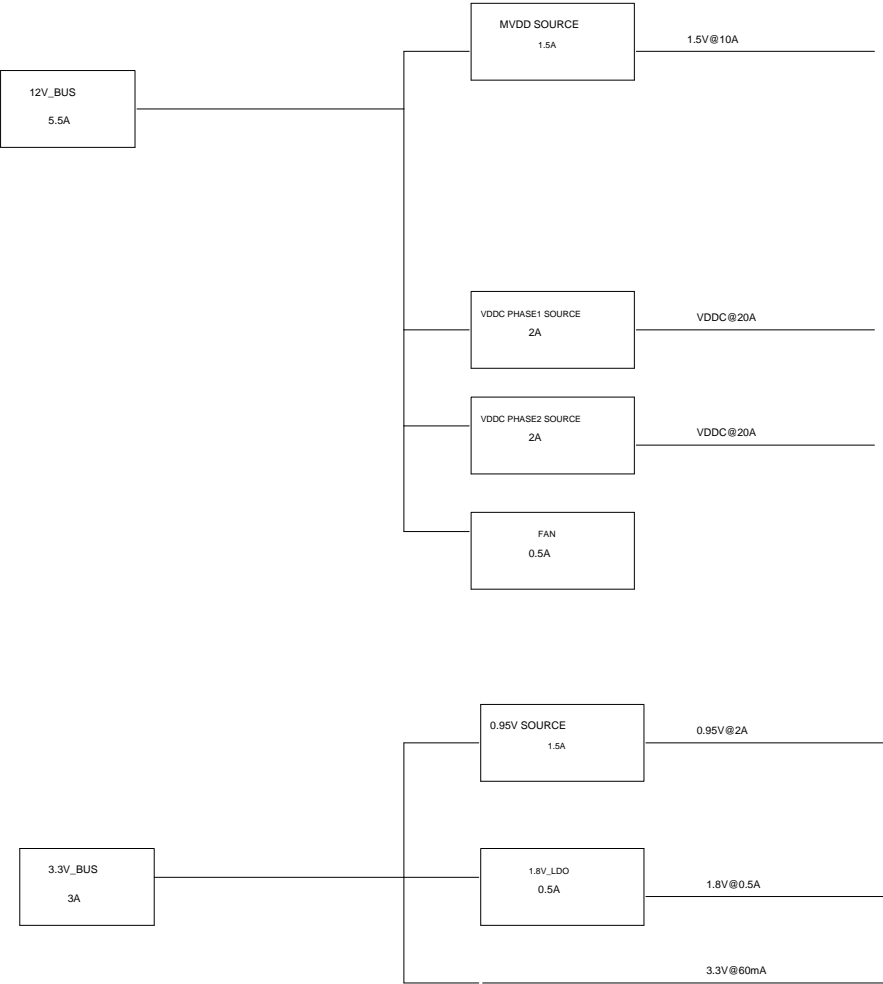 MVDD SOURCE
1.5A
1.5V@10A
12V_BUS
5.5A
VDDC PHASE1 SOURCE
2A
VDDC@20A
VDDC PHASE2 SOURCE
2A
VDDC@20A
FAN
0.5A
0.95V SOURCE
1.5A
0.95V@2A
3.3V_BUS
3A
1.8V_LDO
0.5A
1.8V@0.5A
3.3V@60mA